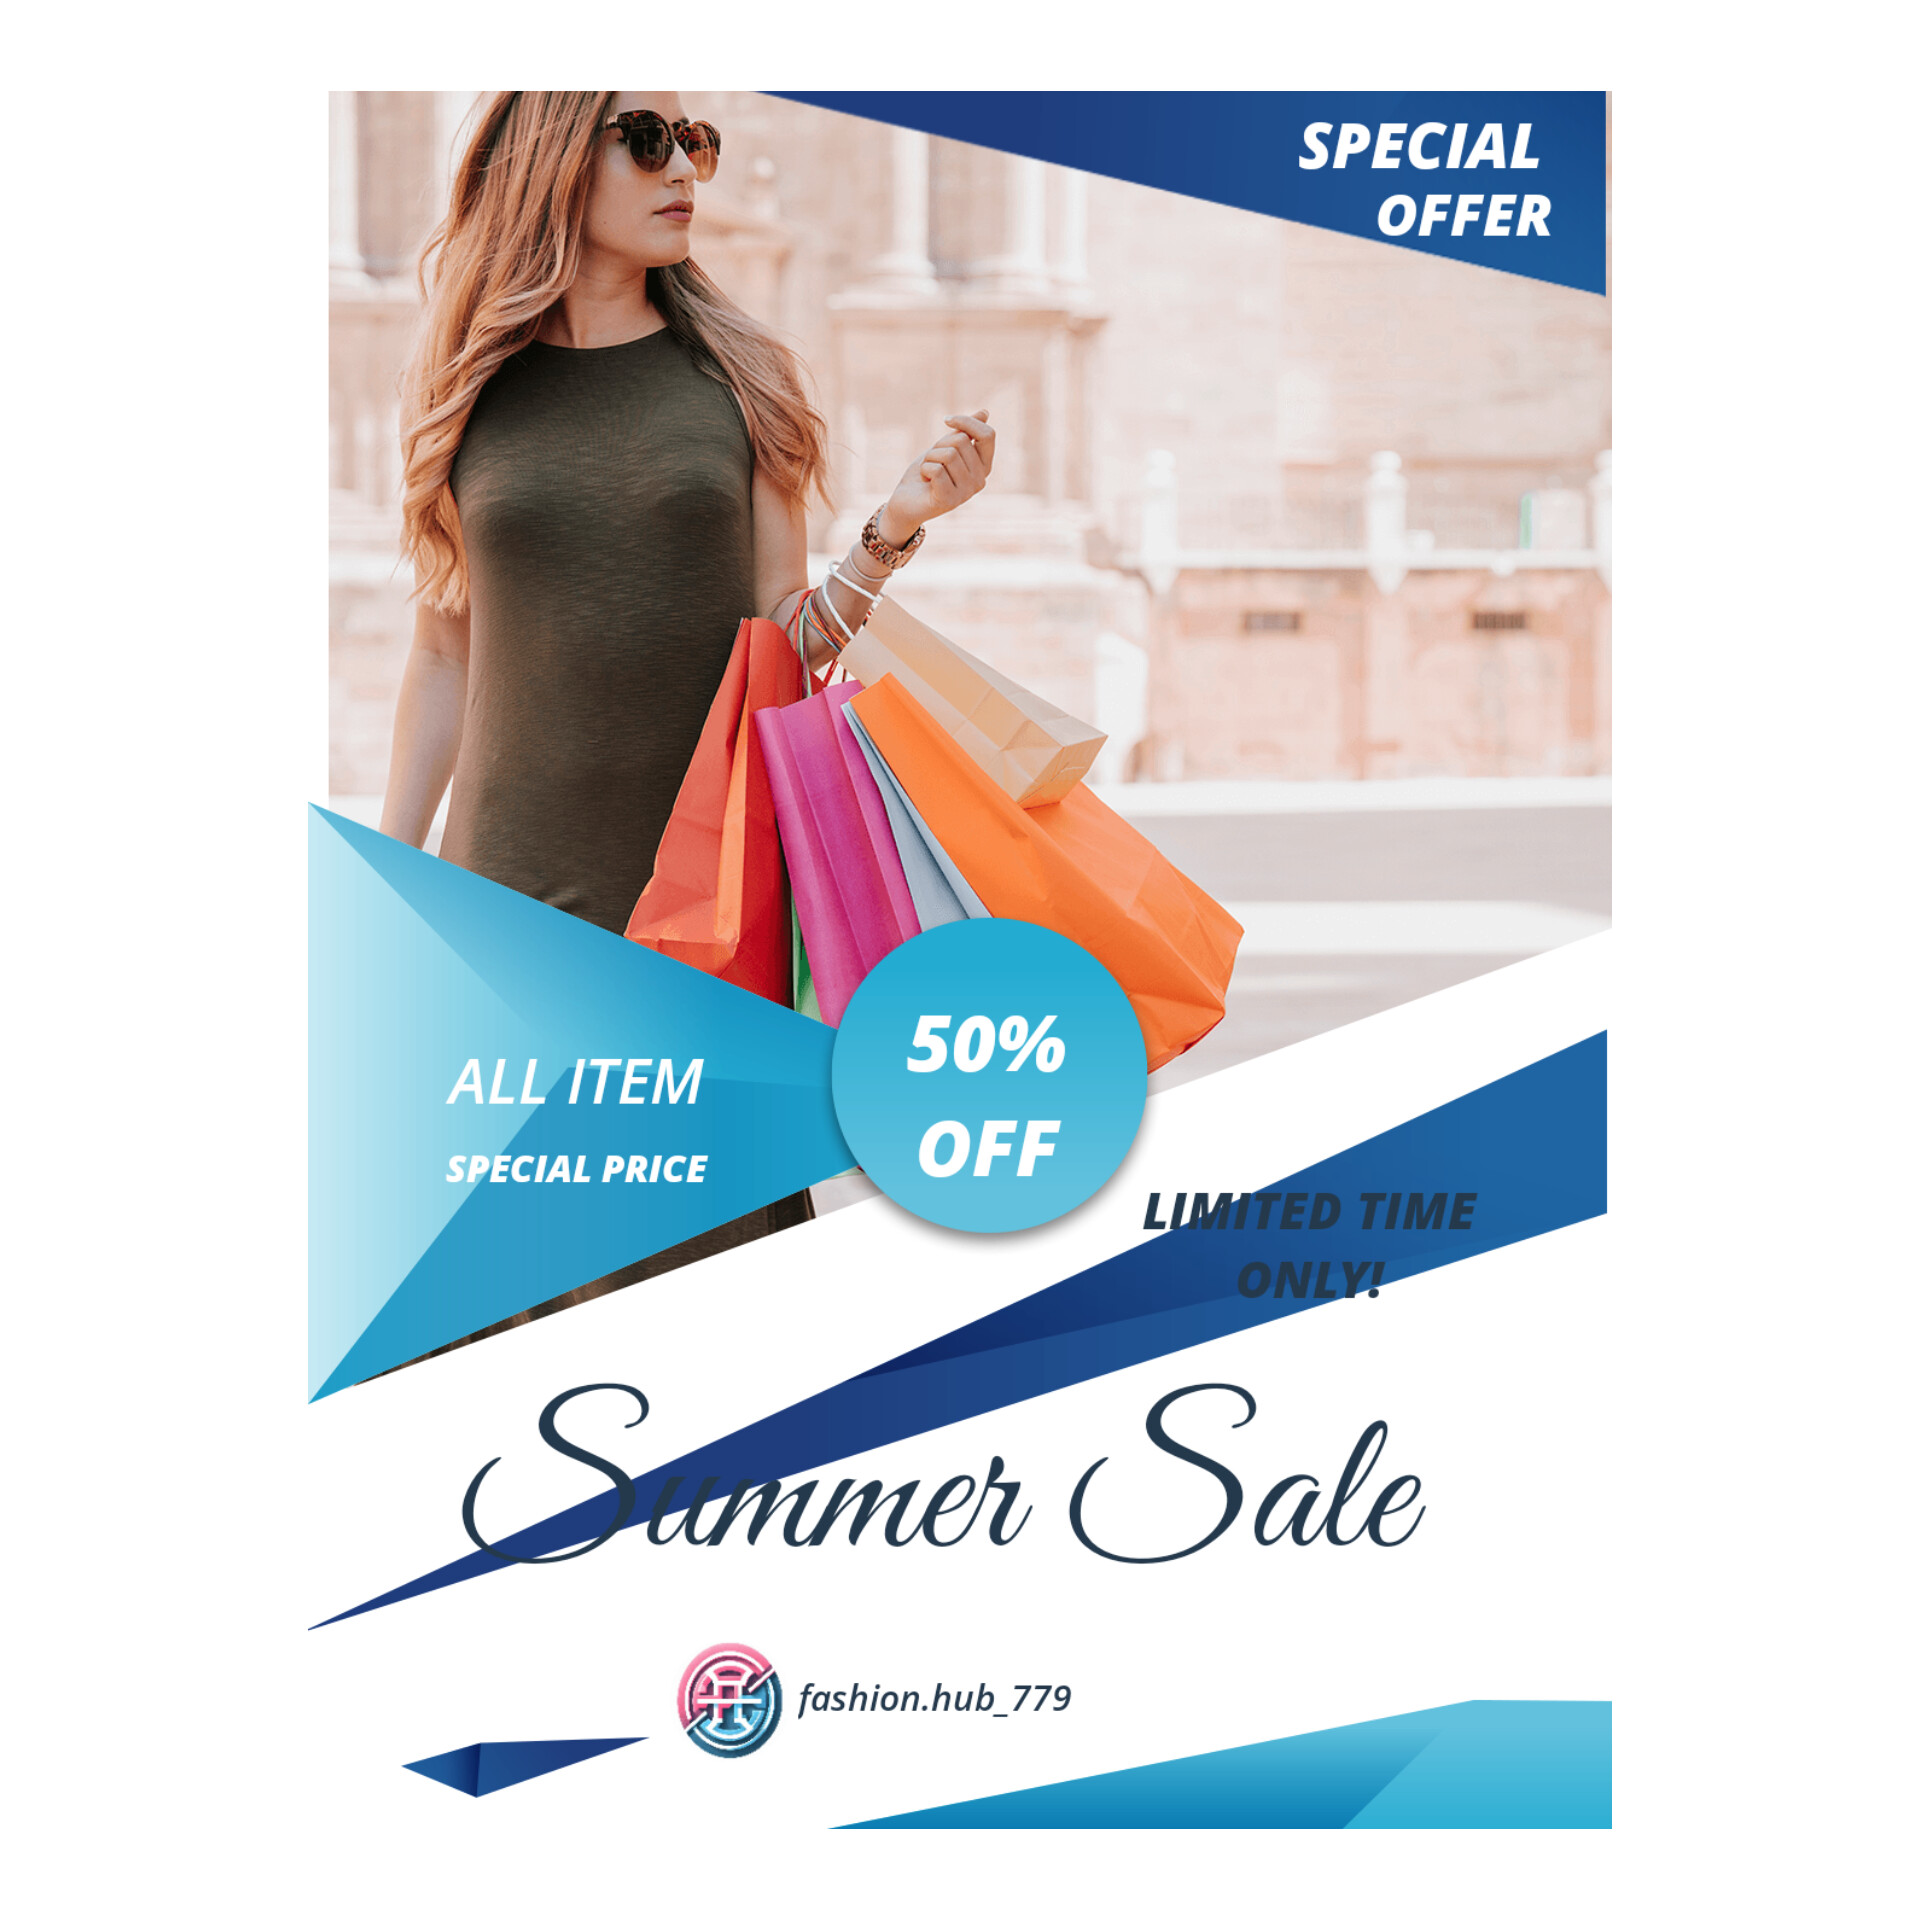 SPECIAL
OFFER
50%
OFF
ALL ITEM
SPECIAL PRICE
LIMITED TIME
ONLY!
Summer Sale
fashion.hub_779